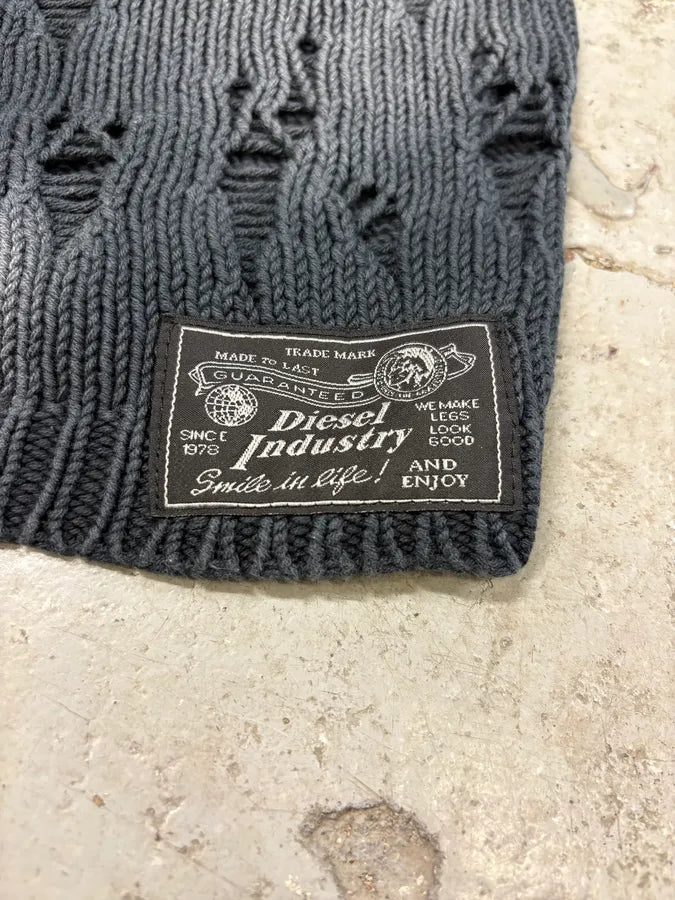 TRADE MARK
MADE TO LAST
GUARANTEED
Diesel
Industry
SINCE
1978
WE MAKE
LEGS
LOOK
GOOD
Smile in life!
AND
ENJOY